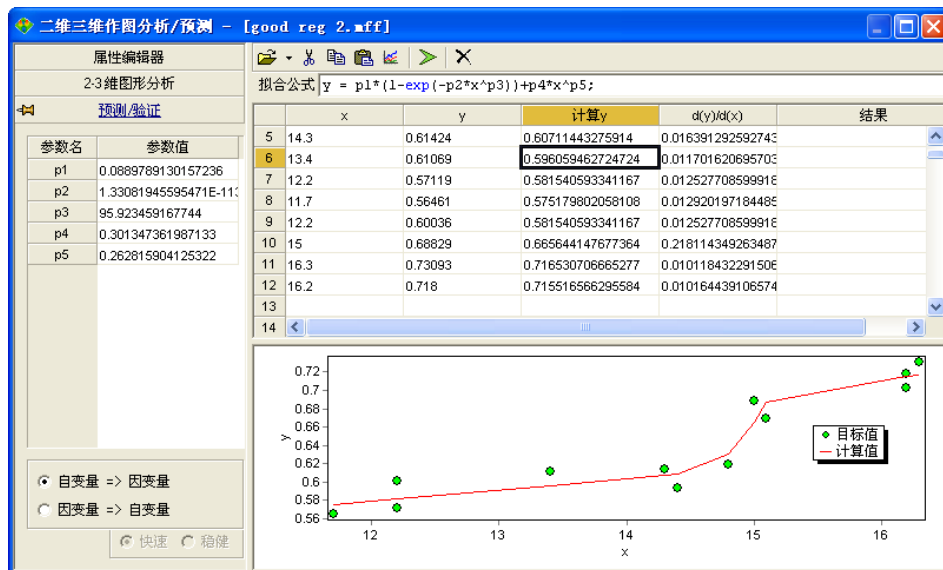 二维三维作图分析/预测 - [good reg 2.mff]
属性编辑器
2-3维图形分析
预测/验证
参数名 参数值
p1 0.0889789130157236
p2 1.33081945595471E-113
p3 95.923459167744
p4 0.301347361987133
p5 0.262815904125322
自变量 => 因变量
因变量 => 自变量
快速 稳健
拟合公式 y = p1*(1-exp(-p2*x^p3))+p4*x^p5;
x y 计算y d(y)/d(x) 结果
5 14.3 0.61424 0.60711443275914 0.016391292592743
6 13.4 0.61069 0.596059462724724 0.011701620695703
7 12.2 0.57119 0.581540593341167 0.012527708599918
8 11.7 0.56461 0.575179802058108 0.012920197184485
9 12.2 0.60036 0.581540593341167 0.012527708599918
10 15 0.68829 0.665644147677364 0.218114349263487
11 16.3 0.73093 0.716530706665277 0.010118432291506
12 16.2 0.718 0.715516566295584 0.010164439106574
13
14
0.72
0.7
0.68
0.66
0.64
0.62
0.6
0.58
0.56
y
12 13 14 15 16
x
目标值
计算值